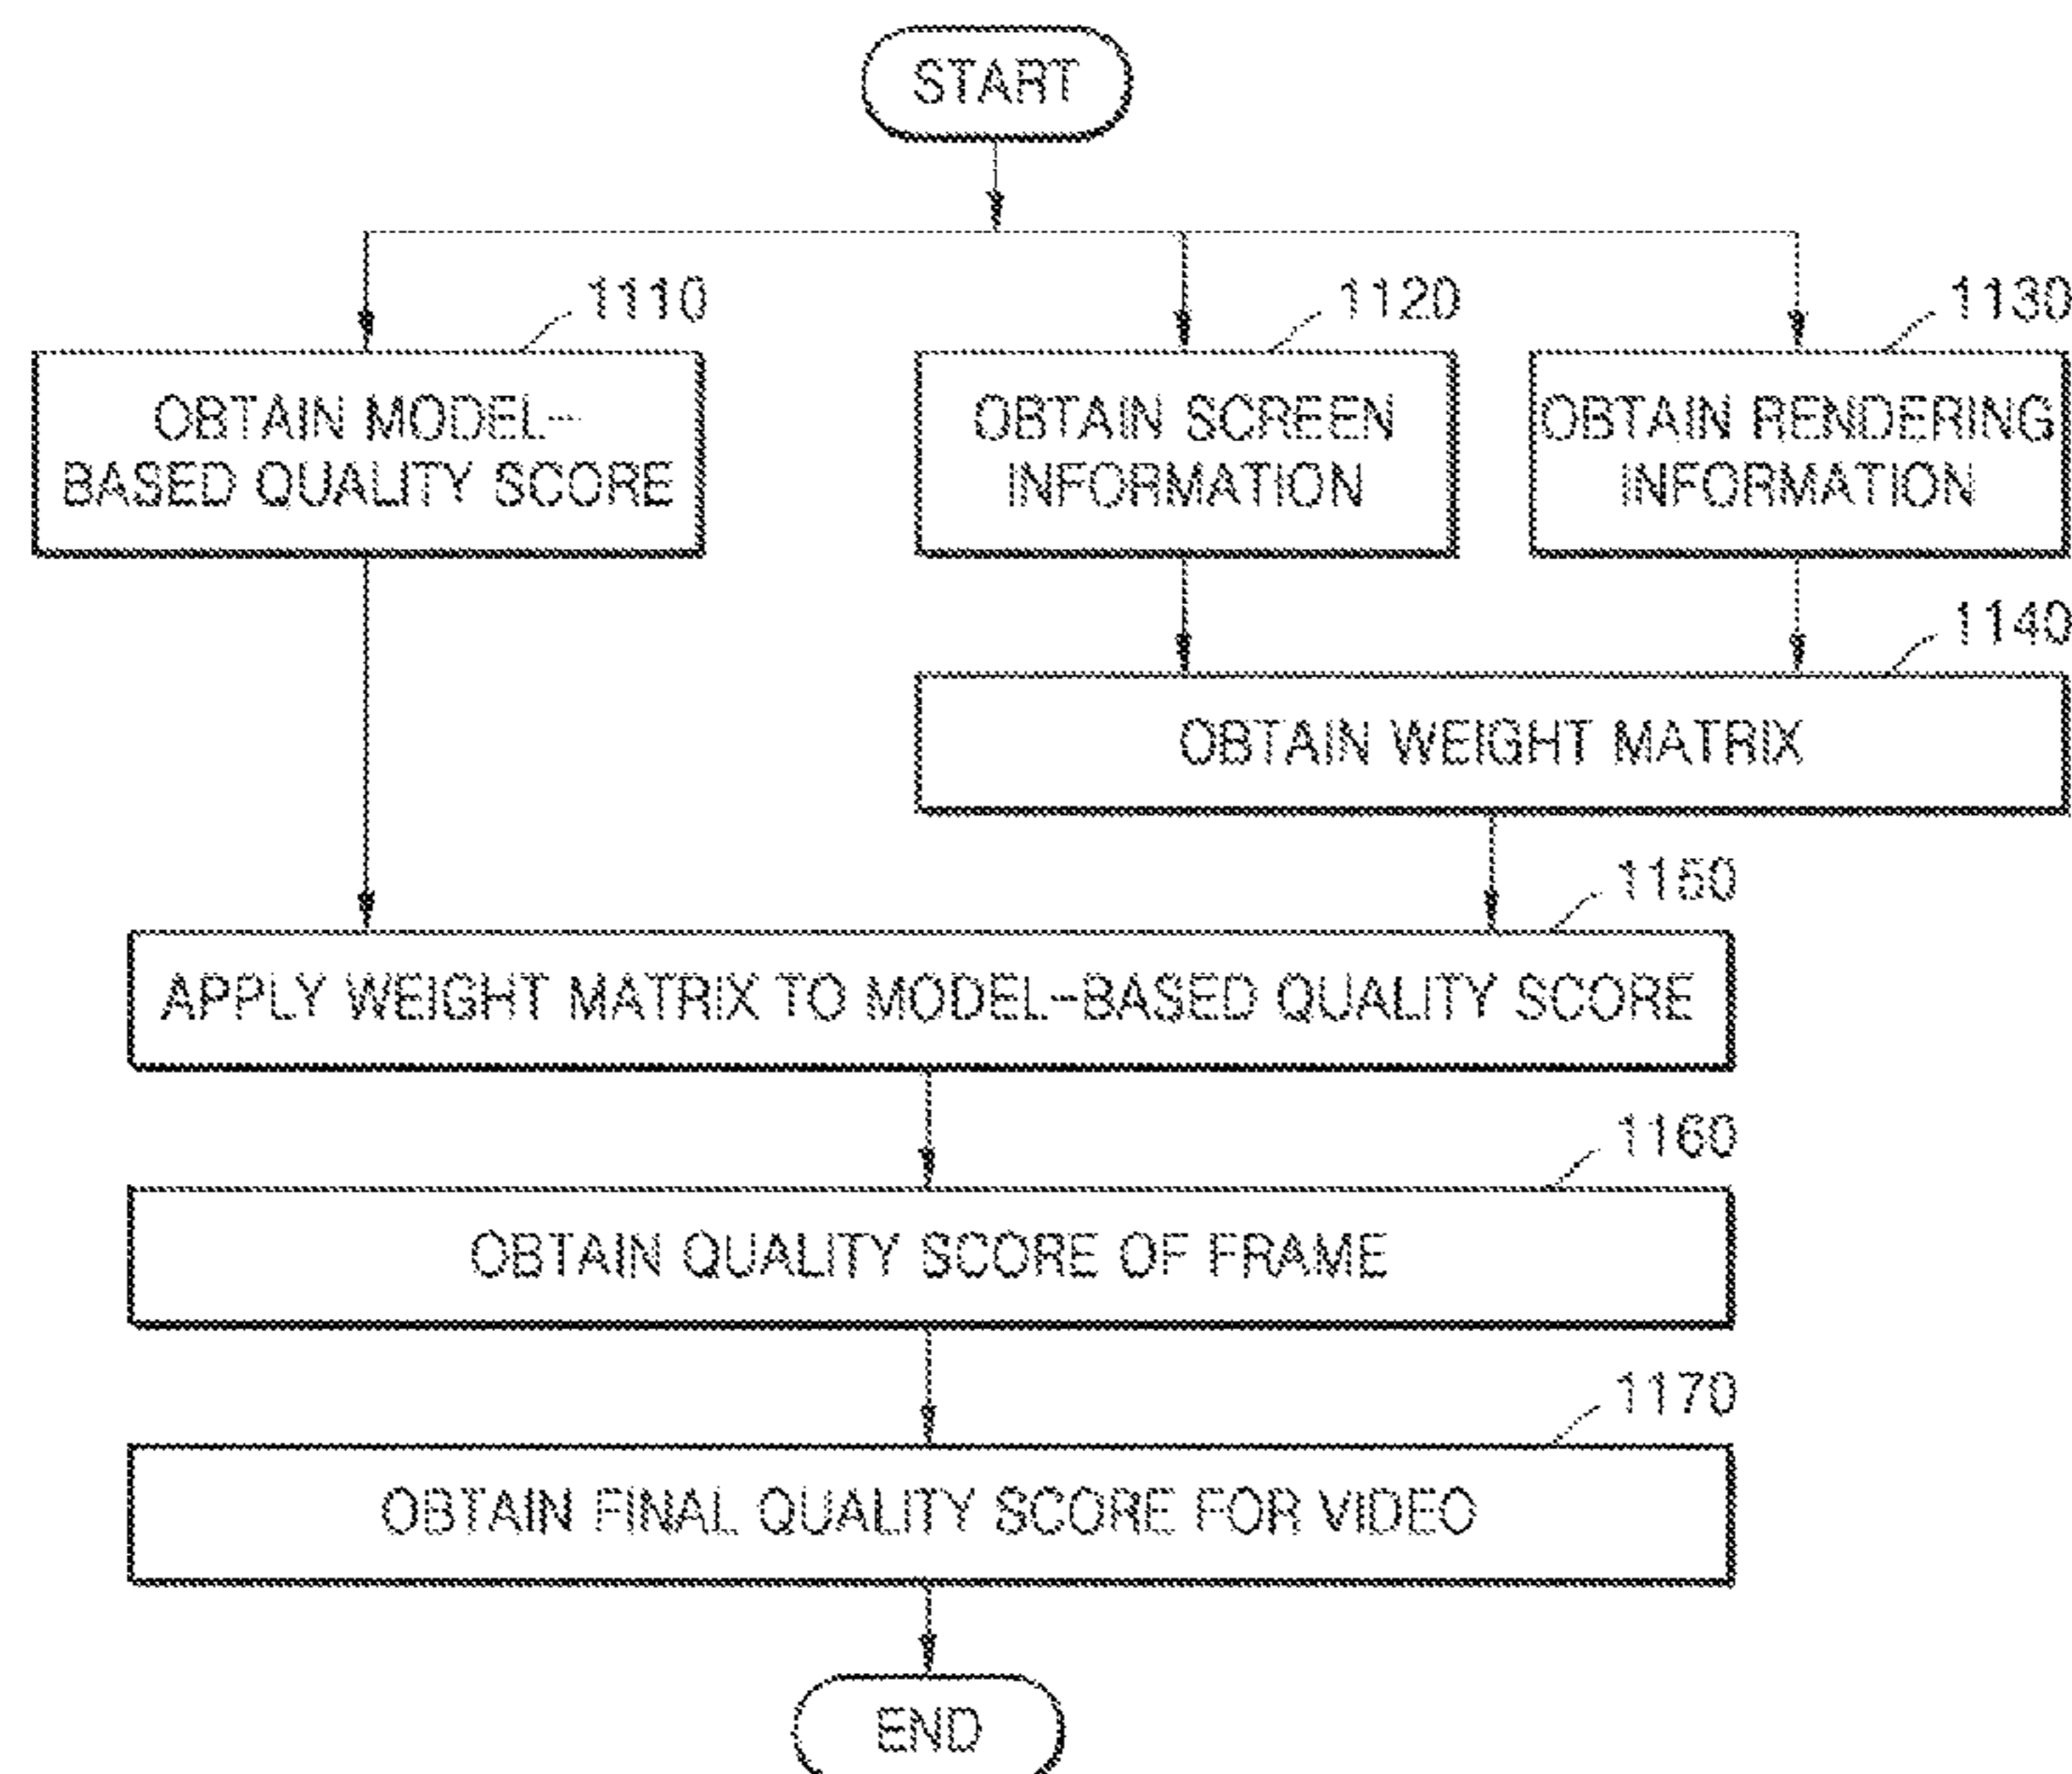 START
1110
1120
1130
OBTAIN MODEL-
BASED QUALITY SCORE
OBTAIN SCREEN
INFORMATION
OBTAIN RENDERING
INFORMATION
1140
OBTAIN WEIGHT MATRIX
1150
APPLY WEIGHT MATRIX TO MODEL-BASED QUALITY SCORE
1160
OBTAIN QUALITY SCORE OF FRAME
1170
OBTAIN FINAL QUALITY SCORE FOR VIDEO
END